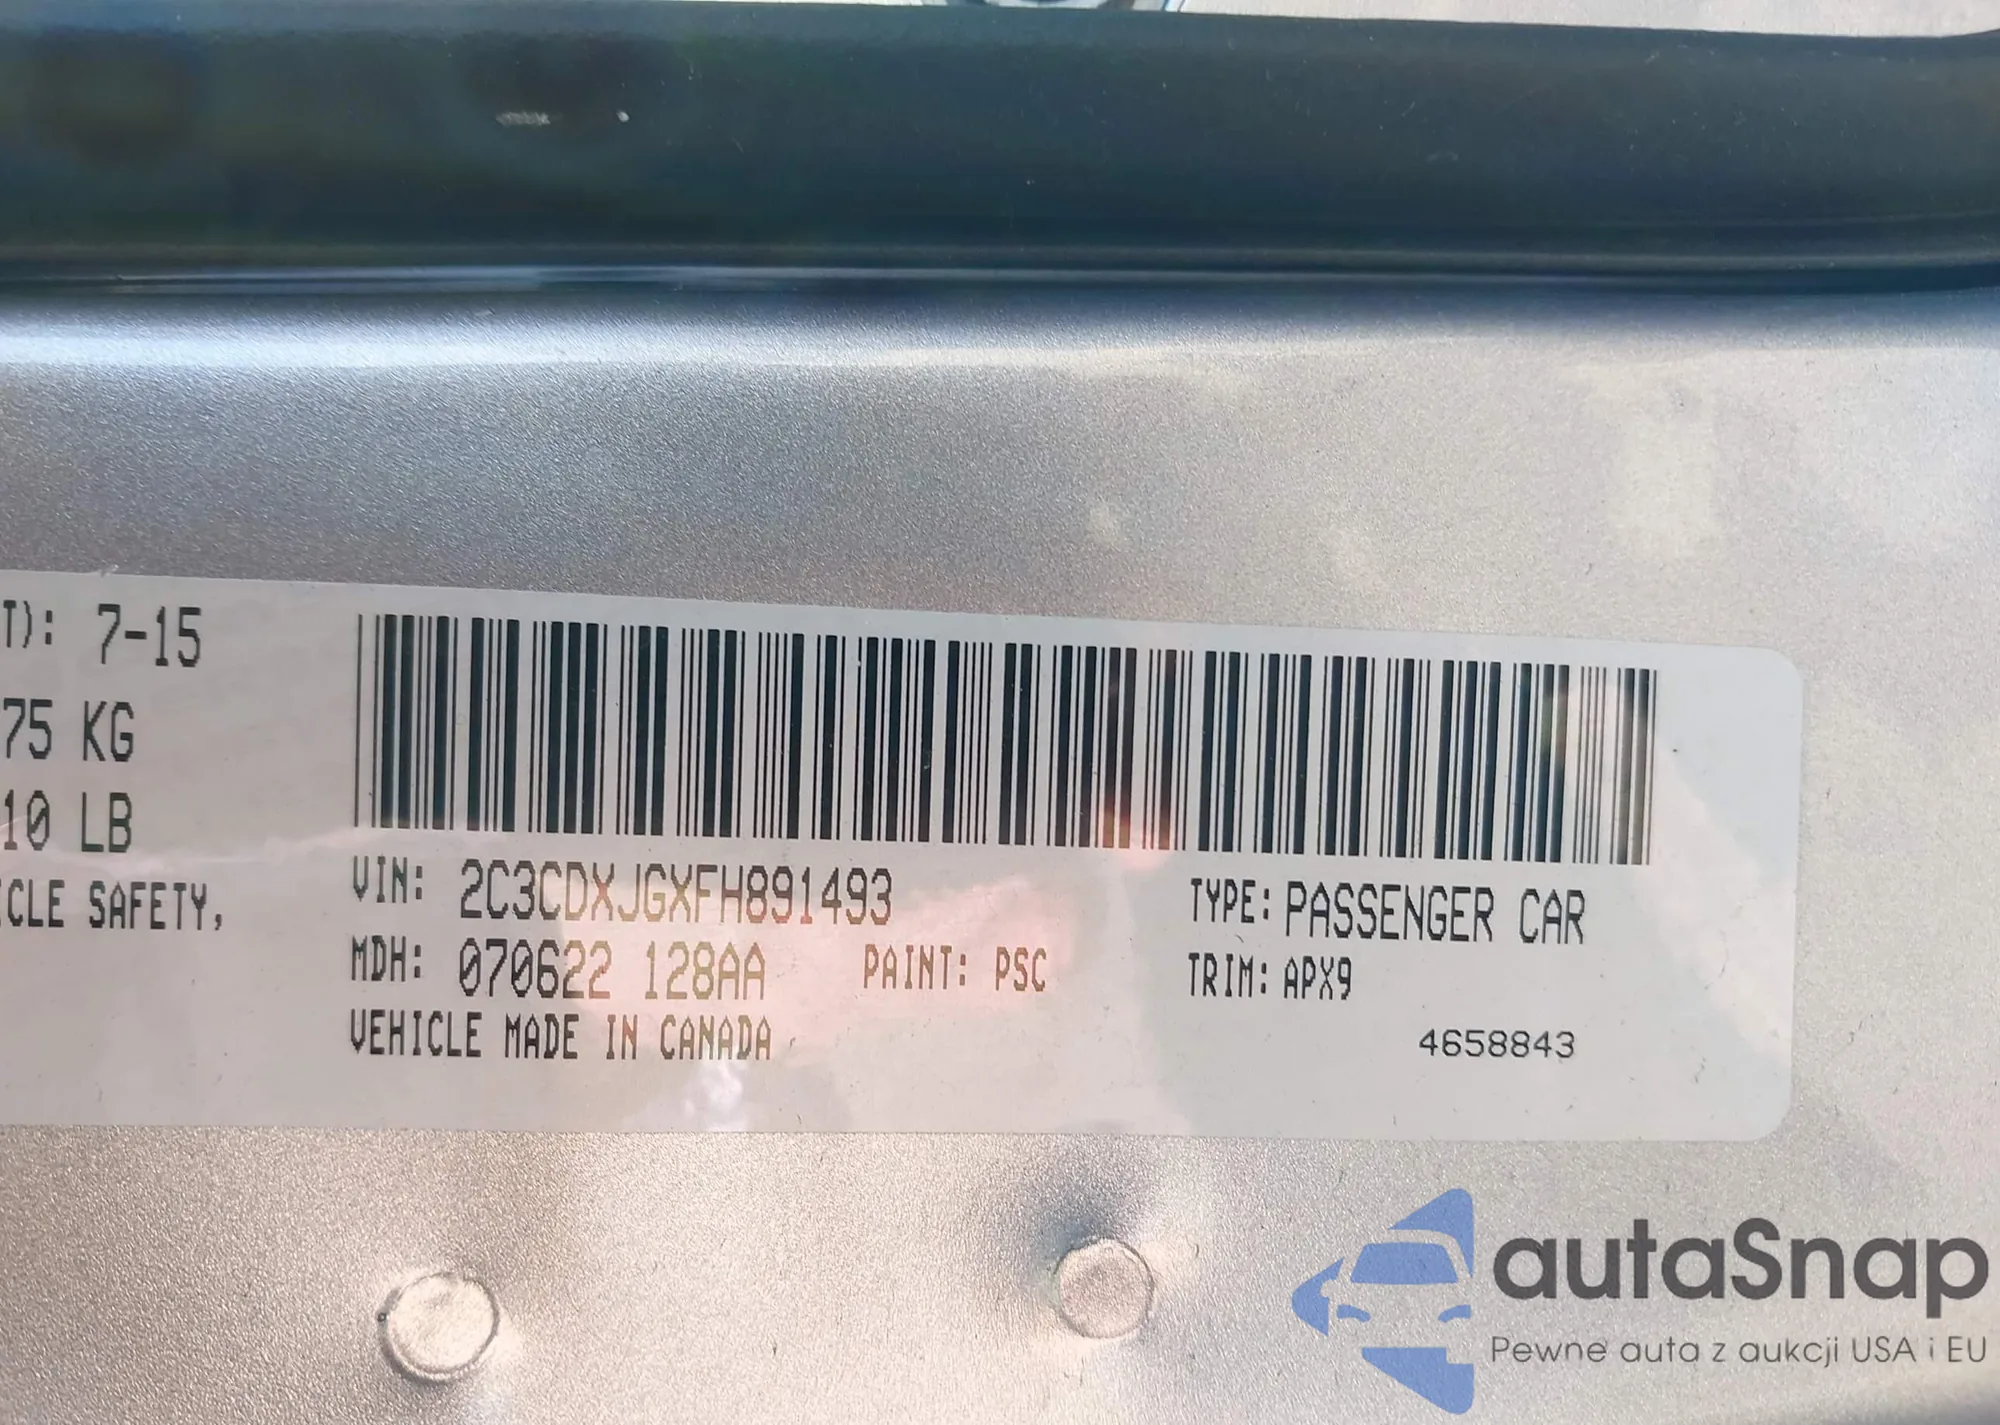 T): 7-15
75 KG
10 LB
ICLE SAFETY,
VIN: 2C3CDXJGXFH891493
TYPE: PASSENGER CAR
MDH: 070622 128AA PAINT: PSC
TRIM: APX9
VEHICLE MADE IN CANADA
4658843
autaSnap
Pewne auta z aukcji USA i EU